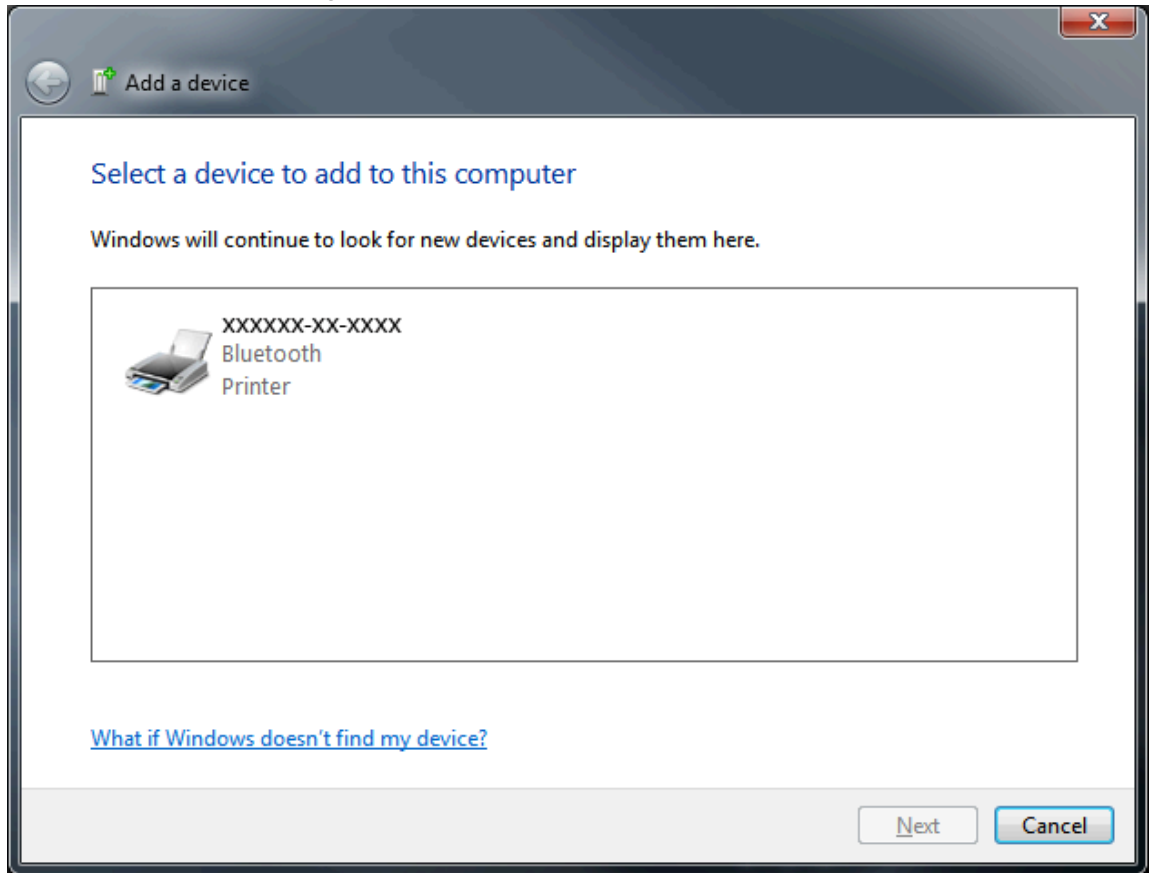 Add a device
Select a device to add to this computer
Windows will continue to look for new devices and display them here.
XXXXXX-XX-XXXX
Bluetooth
Printer
What if Windows doesn't find my device?
Next
Cancel